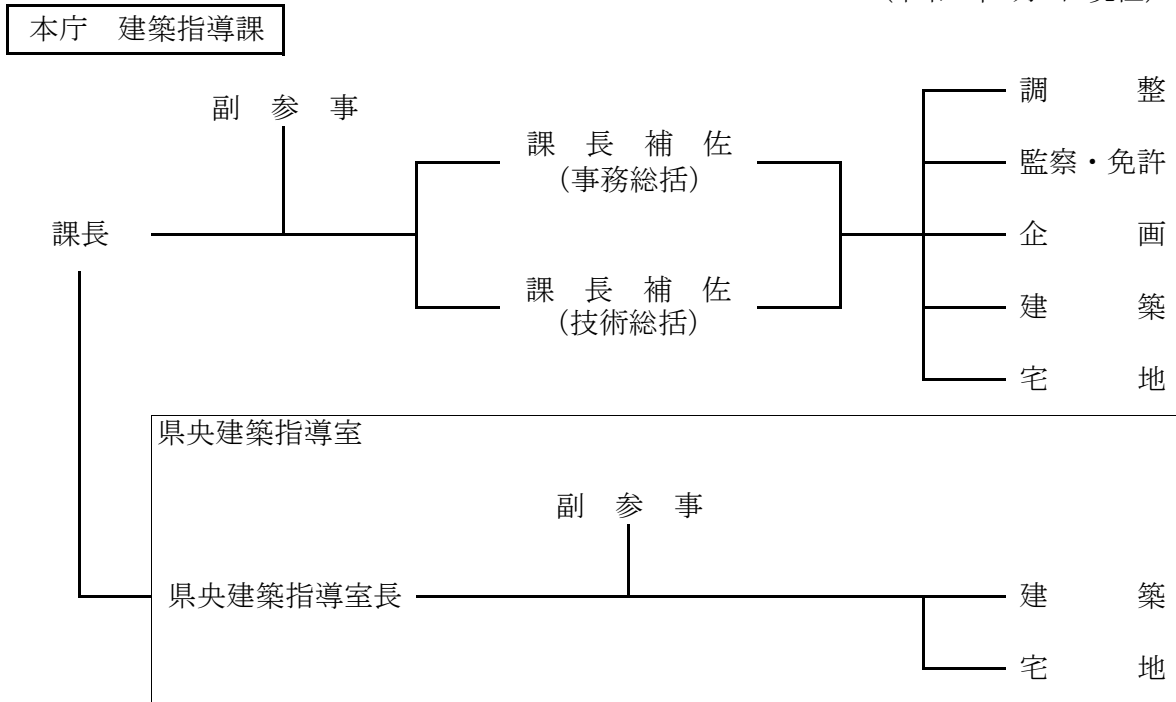 本庁　建築指導課
副　参　事
調　　　整
課　長　補　佐
(事務総括)
監察・免許
課長
企　　　画
課　長　補　佐
(技術総括)
建　　　築
宅　　　地
県央建築指導室
副　参　事
県央建築指導室長
建　　　築
宅　　　地